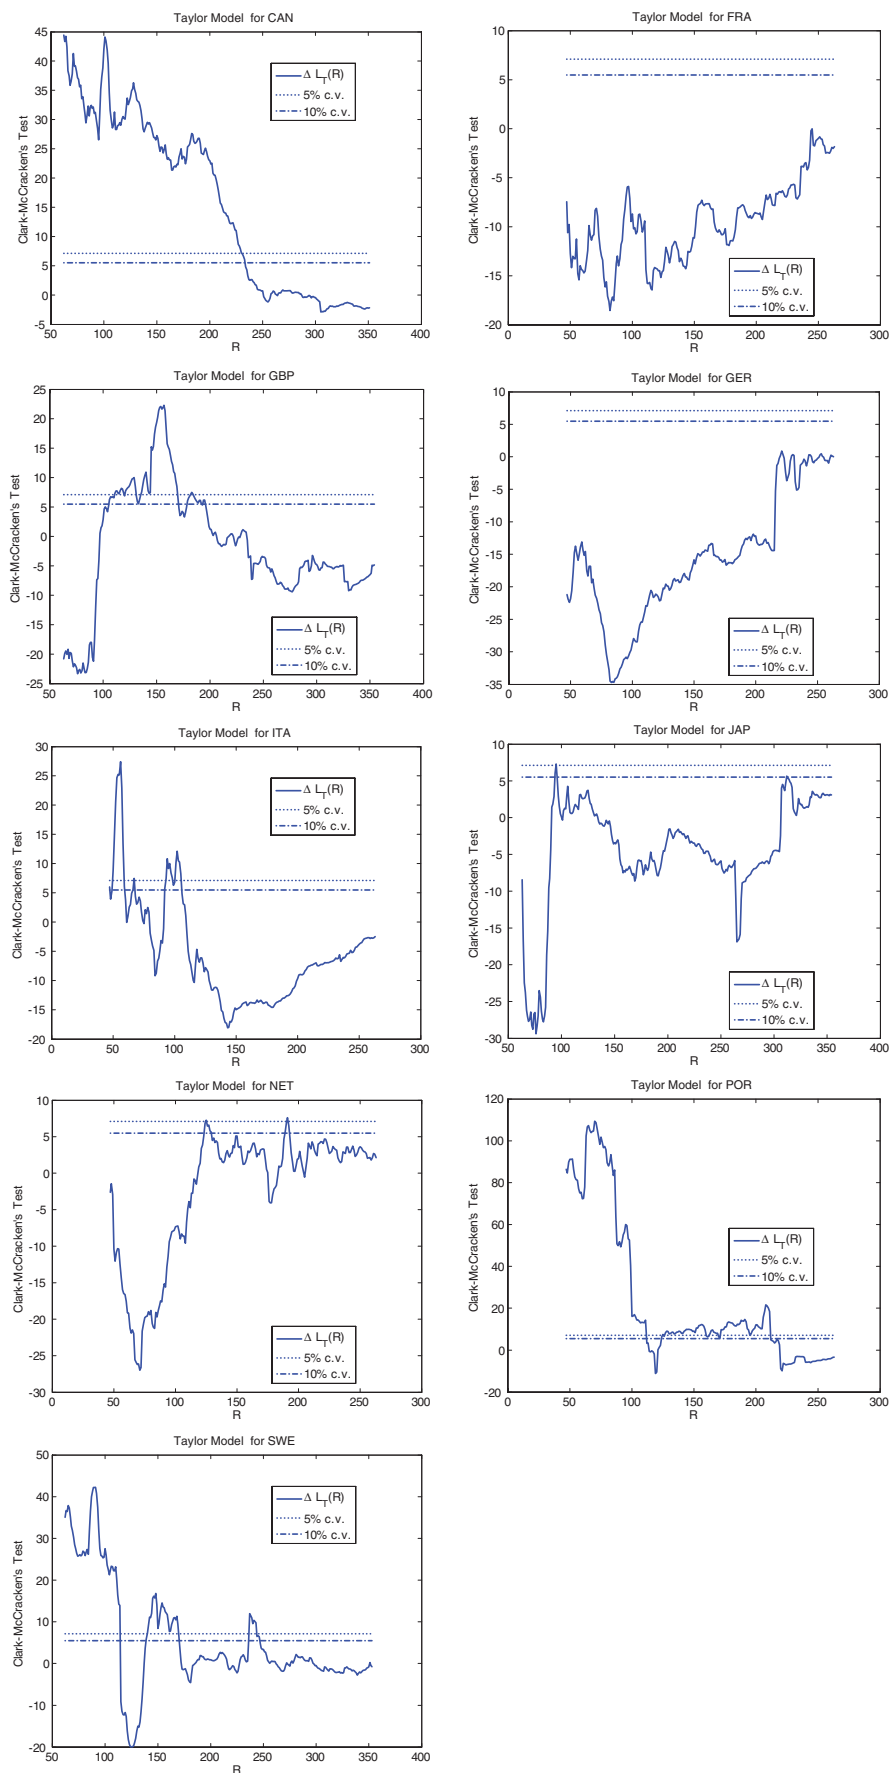 Taylor Model for CAN
45
40
35
30
25
20
15
10
5
0
-5
Clark-McCracken's Test
Δ L_T(R)
5% c.v.
10% c.v.
50 100 150 200 250 300 350 400
R
Taylor Model for FRA
10
5
0
-5
-10
-15
-20
Clark-McCracken's Test
Δ L_T(R)
5% c.v.
10% c.v.
0 50 100 150 200 250 300
R
Taylor Model for GBP
25
20
15
10
5
0
-5
-10
-15
-20
-25
Clark-McCracken's Test
Δ L_T(R)
5% c.v.
10% c.v.
50 100 150 200 250 300 350 400
R
Taylor Model for GER
10
5
0
-5
-10
-15
-20
-25
-30
-35
Clark-McCracken's Test
Δ L_T(R)
5% c.v.
10% c.v.
0 50 100 150 200 250 300
R
Taylor Model for ITA
30
25
20
15
10
5
0
-5
-10
-15
-20
Clark-McCracken's Test
Δ L_T(R)
5% c.v.
10% c.v.
0 50 100 150 200 250 300
R
Taylor Model for JAP
10
5
0
-5
-10
-15
-20
-25
-30
Clark-McCracken's Test
Δ L_T(R)
5% c.v.
10% c.v.
50 100 150 200 250 300 350 400
R
Taylor Model for NET
10
5
0
-5
-10
-15
-20
-25
-30
Clark-McCracken's Test
Δ L_T(R)
5% c.v.
10% c.v.
0 50 100 150 200 250 300
R
Taylor Model for POR
120
100
80
60
40
20
0
-20
Clark-McCracken's Test
Δ L_T(R)
5% c.v.
10% c.v.
0 50 100 150 200 250 300
R
Taylor Model for SWE
50
40
30
20
10
0
-10
-20
Clark-McCracken's Test
Δ L_T(R)
5% c.v.
10% c.v.
50 100 150 200 250 300 350 400
R